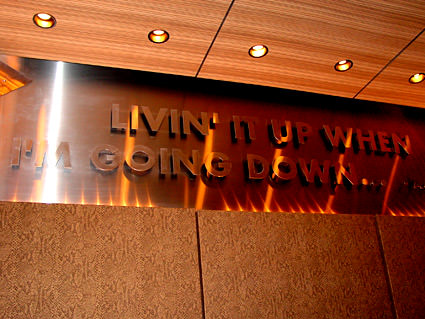 LIVIN' IT UP WHEN
I'M GOING DOWN...